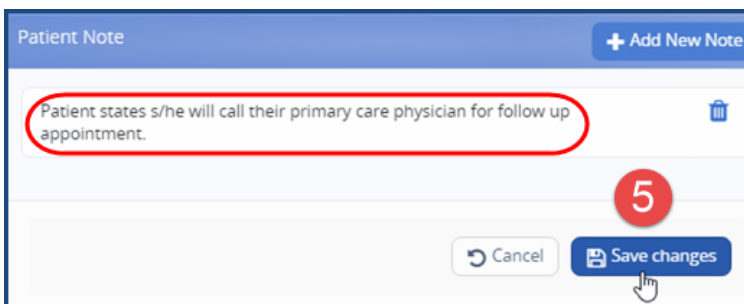 Patient Note
Add New Note
Patient states s/he will call their primary care physician for follow up
appointment.
5
Cancel
Save changes